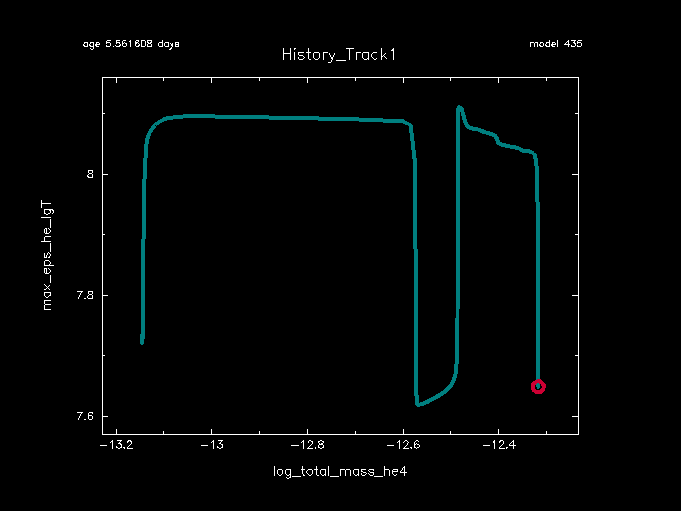 age 5.561608 days
model 435
History_Track1
8
7.8
7.6
max_eps_he_lgT
-13.2
-13
-12.8
-12.6
-12.4
log_total_mass_he4